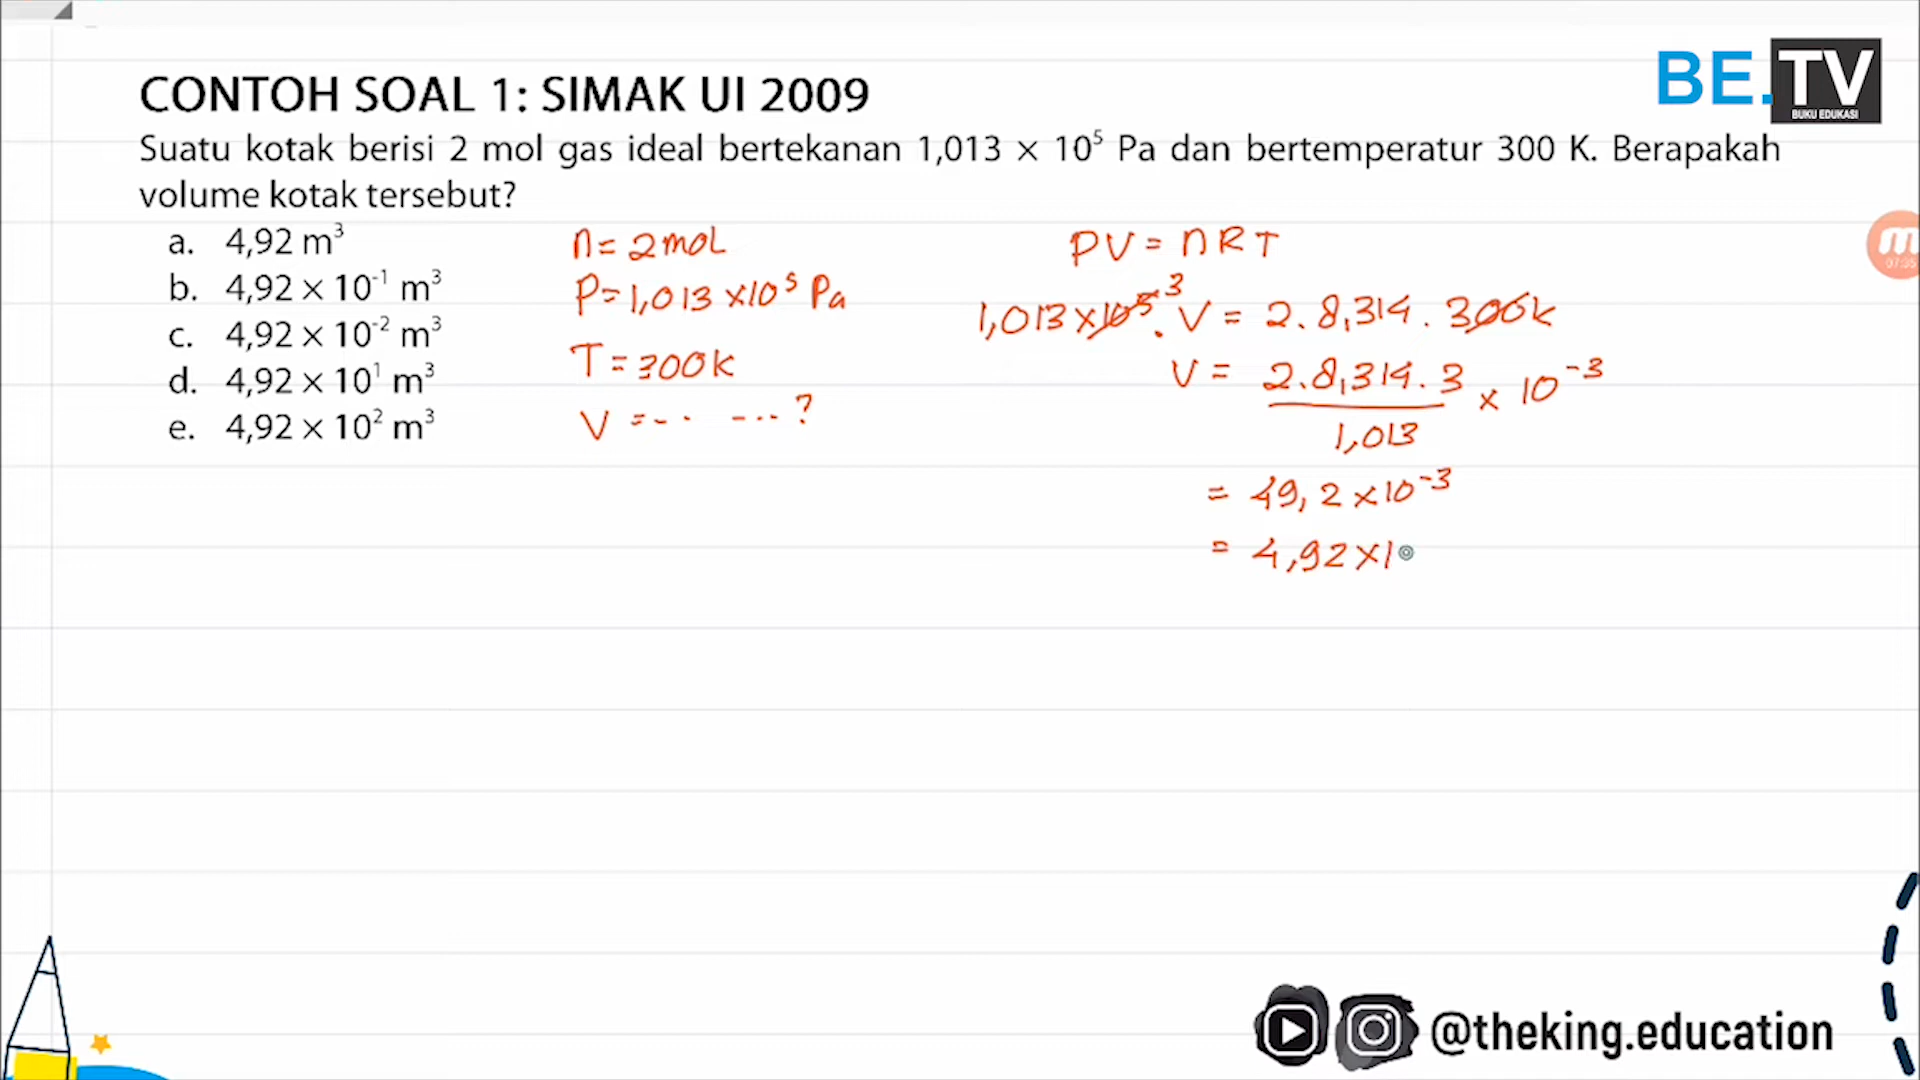 BE.TV
BUKU EDUKASI
CONTOH SOAL 1: SIMAK UI 2009
Suatu kotak berisi 2 mol gas ideal bertekanan 1,013 × 10⁵ Pa dan bertemperatur 300 K. Berapakah
volume kotak tersebut?
a. 4,92 m³
b. 4,92 × 10⁻¹ m³
c. 4,92 × 10⁻² m³
d. 4,92 × 10¹ m³
e. 4,92 × 10² m³
n = 2 mol
P = 1,013 × 10⁵ Pa
T = 300 k
V = .. ...?
PV = n R T
1,013 × 10⁵ ³ . V = 2 . 8,314 . 300k
V = 2 . 8,314 . 3 × 10⁻³
1,013
= 49,2 × 10⁻³
= 4,92 × 1
07:35
@theking.education